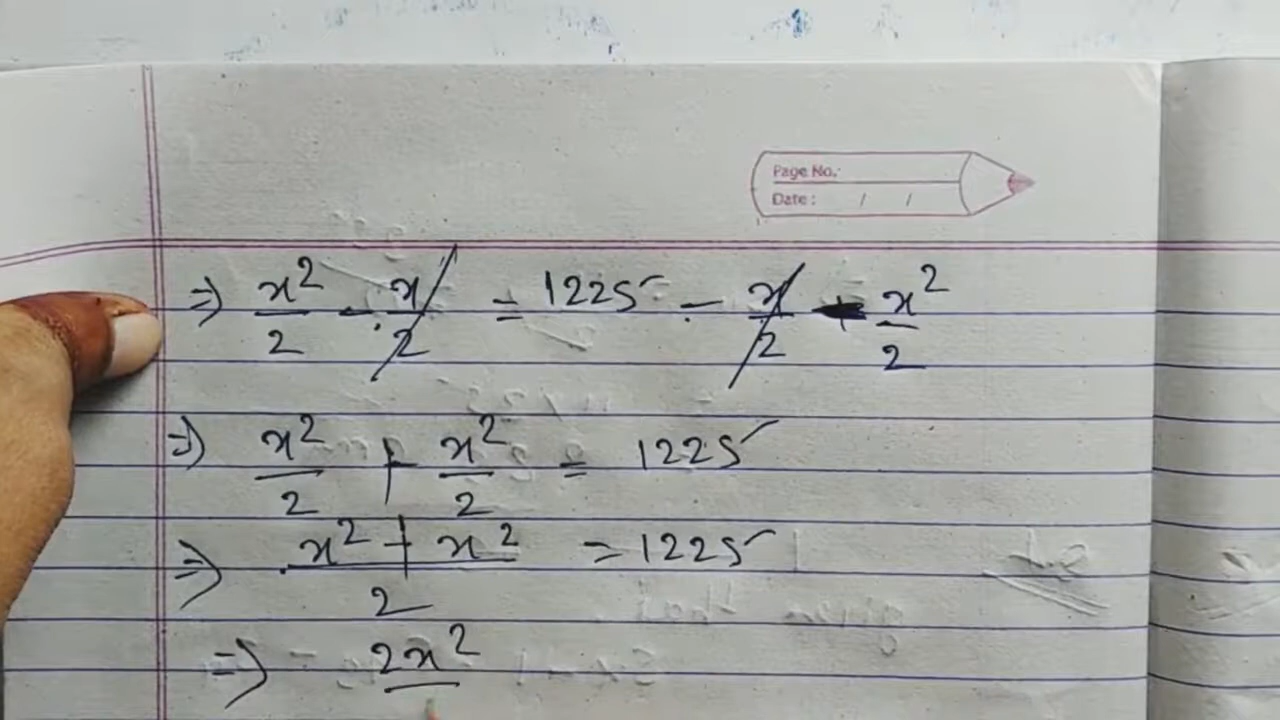 Page No.:
Date : / /
⇒ x²/2 - x/2 = 1225 - x/2 - x²/2
⇒ x²/2 + x²/2 = 1225
⇒ x² + x²/2 = 1225
⇒ 2x²